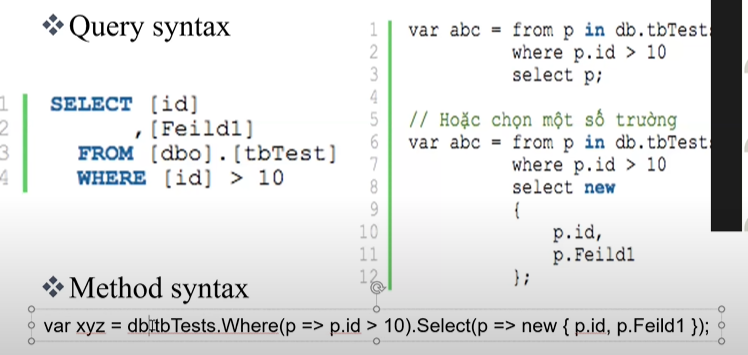 ❖ Query syntax
1 SELECT [id]
2 ,[Feild1]
3 FROM [dbo].[tbTest]
4 WHERE [id] > 10
1 var abc = from p in db.tbTest
2 where p.id > 10
3 select p;
4
5 // Hoặc chọn một số trường
6 var abc = from p in db.tbTest
7 where p.id > 10
8 select new
9 {
10 p.id,
11 p.Feild1
12 };
❖ Method syntax
var xyz = db.tbTests.Where(p => p.id > 10).Select(p => new { p.id, p.Feild1 });